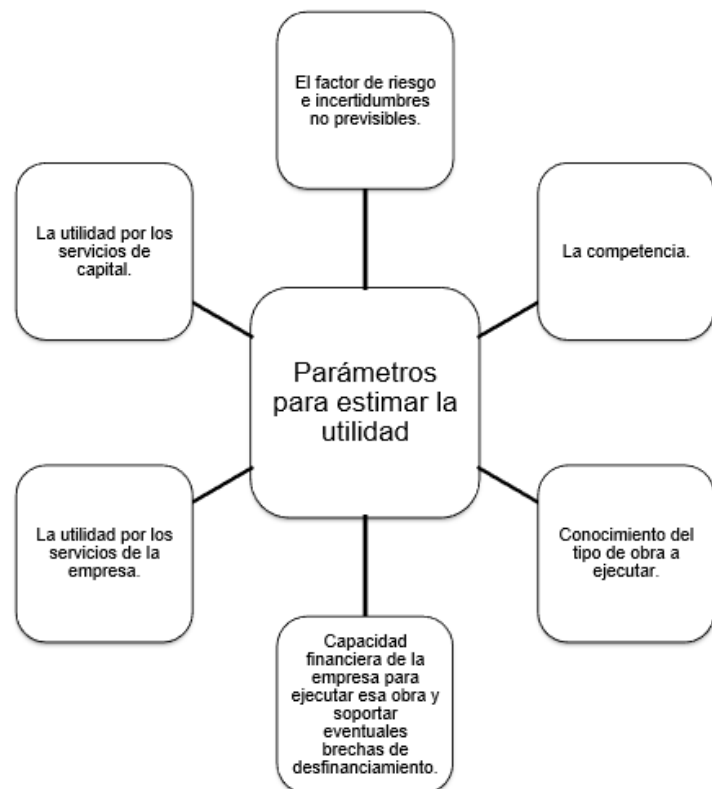 El factor de riesgo
e incertidumbres
no previsibles.
La utilidad por los
servicios de
capital.
La competencia.
Parámetros
para estimar la
utilidad
La utilidad por los
servicios de la
empresa.
Conocimiento del
tipo de obra a
ejecutar.
Capacidad
financiera de la
empresa para
ejecutar esa obra y
soportar
eventuales
brechas de
desfinanciamiento.